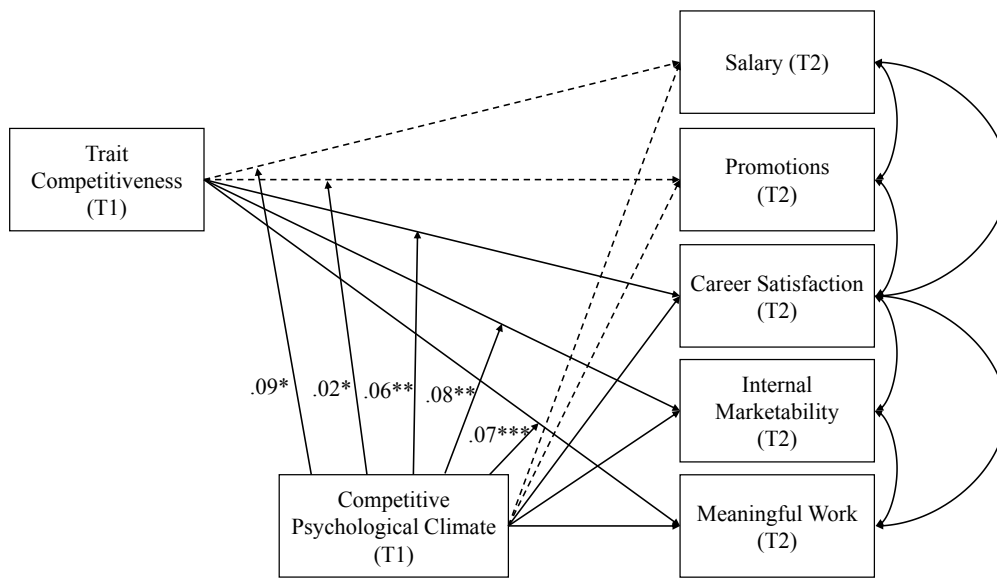 Salary (T2)
Trait
Competitiveness
(T1)
Promotions
(T2)
Career Satisfaction
(T2)
.09*
.02*
.06**
.08**
.07***
Internal
Marketability
(T2)
Competitive
Psychological Climate
(T1)
Meaningful Work
(T2)